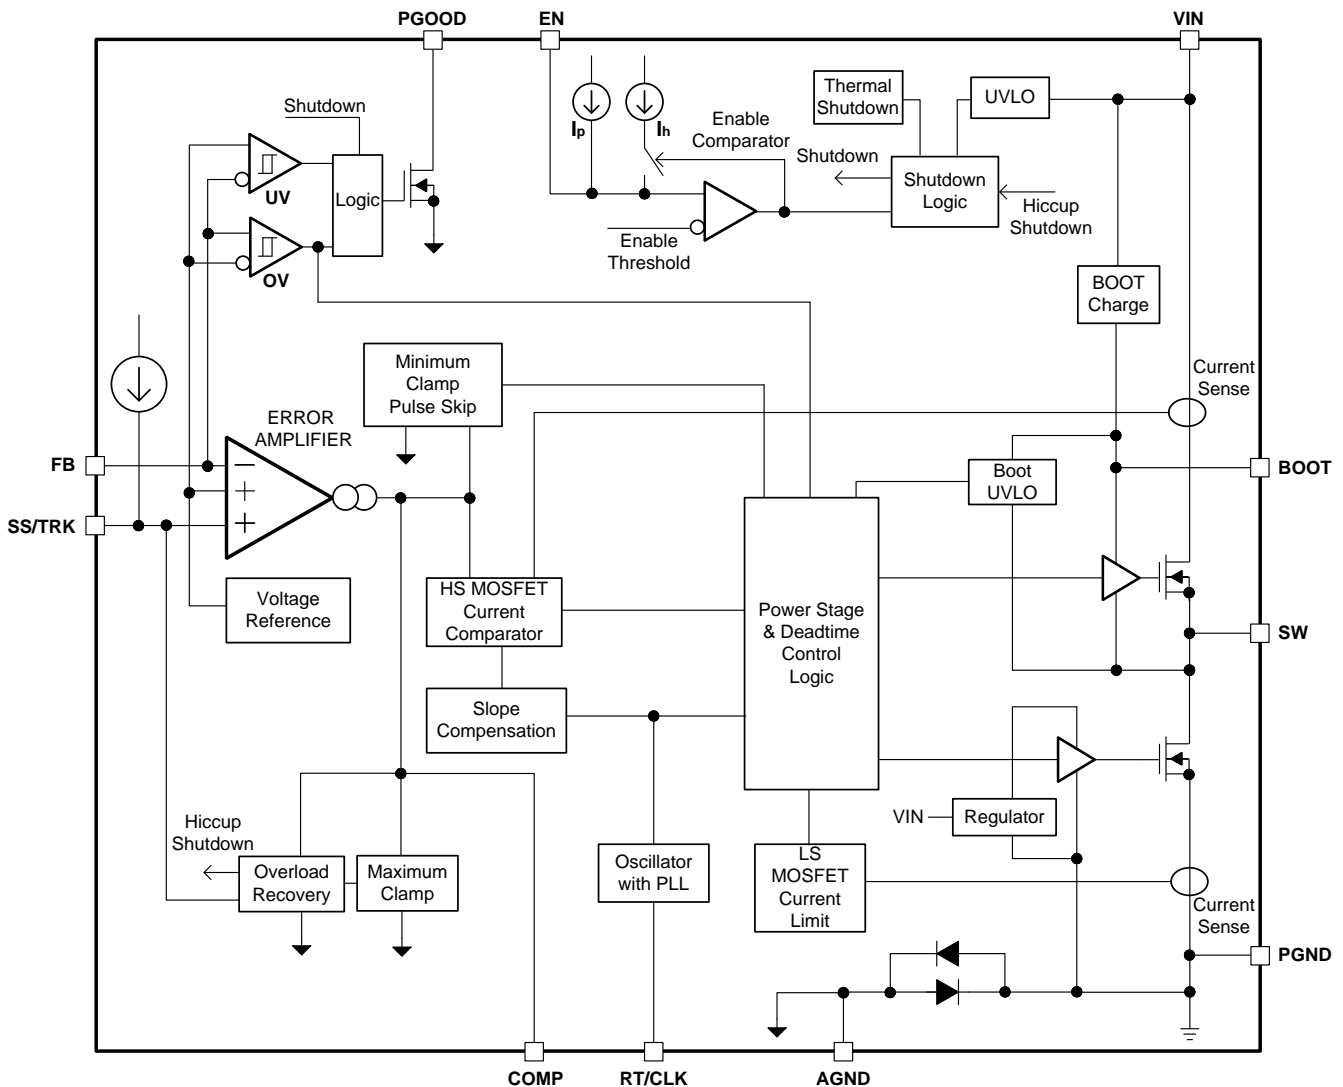 PGOOD
EN
VIN
Shutdown
Ip
Ih
Enable
Comparator
Thermal
Shutdown
UVLO
UV
Logic
Shutdown
Shutdown
Logic
Hiccup
Shutdown
OV
Enable
Threshold
BOOT
Charge
Minimum
Clamp
Pulse Skip
Current
Sense
ERROR
AMPLIFIER
FB
−
+
+
SS/TRK
Boot
UVLO
BOOT
Voltage
Reference
HS MOSFET
Current
Comparator
Power Stage
& Deadtime
Control
Logic
SW
Slope
Compensation
VIN
Regulator
Hiccup
Shutdown
Overload
Recovery
Maximum
Clamp
Oscillator
with PLL
LS
MOSFET
Current
Limit
Current
Sense
PGND
COMP
RT/CLK
AGND